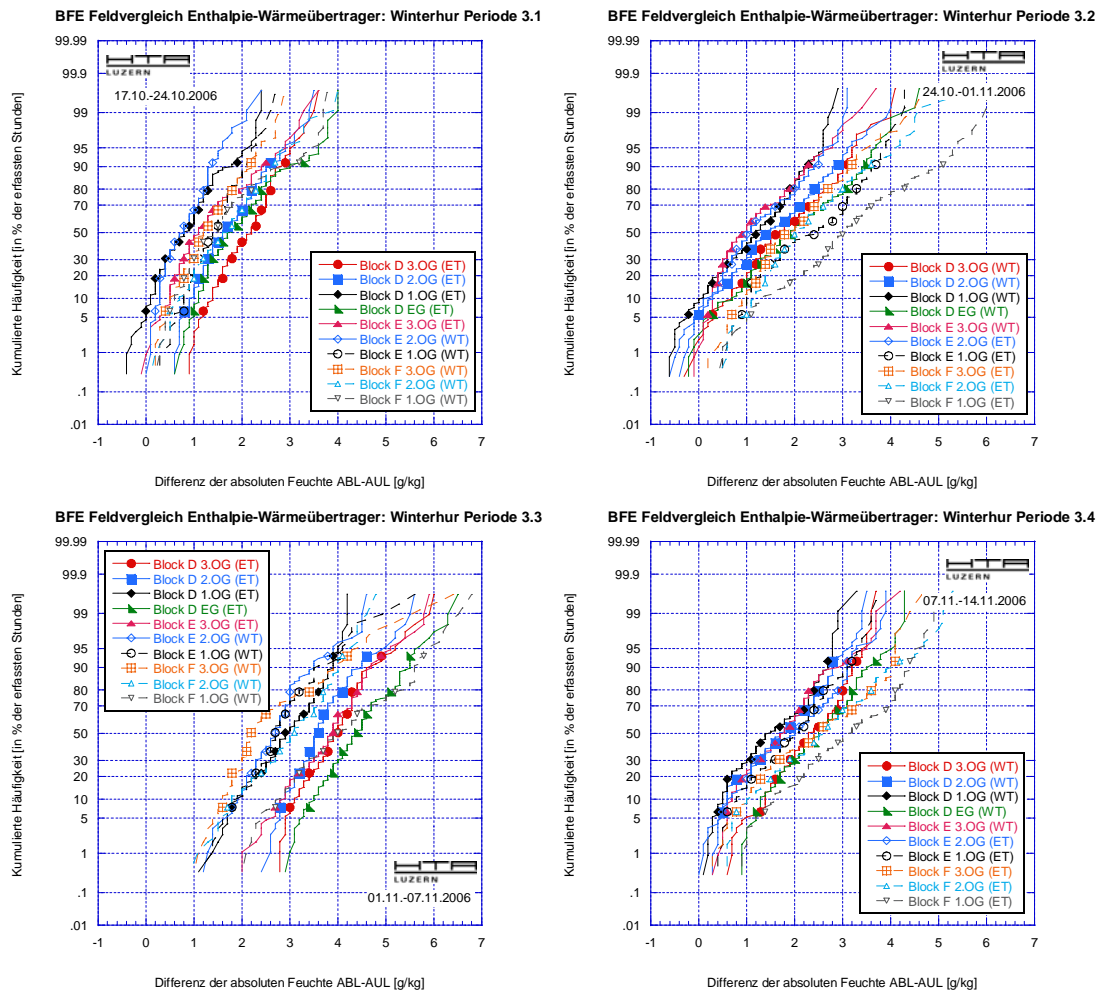 BFE Feldvergleich Enthalpie-Wärmeübertrager: Winterhur Periode 3.1
Kumulierte Häufigkeit [in % der erfassten Stunden]
99.99
99.9
99
95
90
80
70
50
30
20
10
5
1
.1
.01
HTA
LUZERN
17.10.-24.10.2006
Block D 3.OG (ET)
Block D 2.OG (ET)
Block D 1.OG (ET)
Block D EG (ET)
Block E 3.OG (ET)
Block E 2.OG (WT)
Block E 1.OG (WT)
Block F 3.OG (WT)
Block F 2.OG (WT)
Block F 1.OG (WT)
-1 0 1 2 3 4 5 6 7
Differenz der absoluten Feuchte ABL-AUL [g/kg]
BFE Feldvergleich Enthalpie-Wärmeübertrager: Winterhur Periode 3.2
Kumulierte Häufigkeit [in % der erfassten Stunden]
99.99
99.9
99
95
90
80
70
50
30
20
10
5
1
.1
.01
HTA
LUZERN
24.10.-01.11.2006
Block D 3.OG (WT)
Block D 2.OG (WT)
Block D 1.OG (WT)
Block D EG (WT)
Block E 3.OG (WT)
Block E 2.OG (ET)
Block E 1.OG (ET)
Block F 3.OG (ET)
Block F 2.OG (ET)
Block F 1.OG (ET)
-1 0 1 2 3 4 5 6 7
Differenz der absoluten Feuchte ABL-AUL [g/kg]
BFE Feldvergleich Enthalpie-Wärmeübertrager: Winterhur Periode 3.3
Kumulierte Häufigkeit [in % der erfassten Stunden]
99.99
99.9
99
95
90
80
70
50
30
20
10
5
1
.1
.01
Block D 3.OG (ET)
Block D 2.OG (ET)
Block D 1.OG (ET)
Block D EG (ET)
Block E 3.OG (ET)
Block E 2.OG (WT)
Block E 1.OG (WT)
Block F 3.OG (WT)
Block F 2.OG (WT)
Block F 1.OG (WT)
HTA
LUZERN
01.11.-07.11.2006
-1 0 1 2 3 4 5 6 7
Differenz der absoluten Feuchte ABL-AUL [g/kg]
BFE Feldvergleich Enthalpie-Wärmeübertrager: Winterhur Periode 3.4
Kumulierte Häufigkeit [in % der erfassten Stunden]
99.99
99.9
99
95
90
80
70
50
30
20
10
5
1
.1
.01
HTA
LUZERN
07.11.-14.11.2006
Block D 3.OG (WT)
Block D 2.OG (WT)
Block D 1.OG (WT)
Block D EG (WT)
Block E 3.OG (WT)
Block E 2.OG (ET)
Block E 1.OG (ET)
Block F 3.OG (ET)
Block F 2.OG (ET)
Block F 1.OG (ET)
-1 0 1 2 3 4 5 6 7
Differenz der absoluten Feuchte ABL-AUL [g/kg]